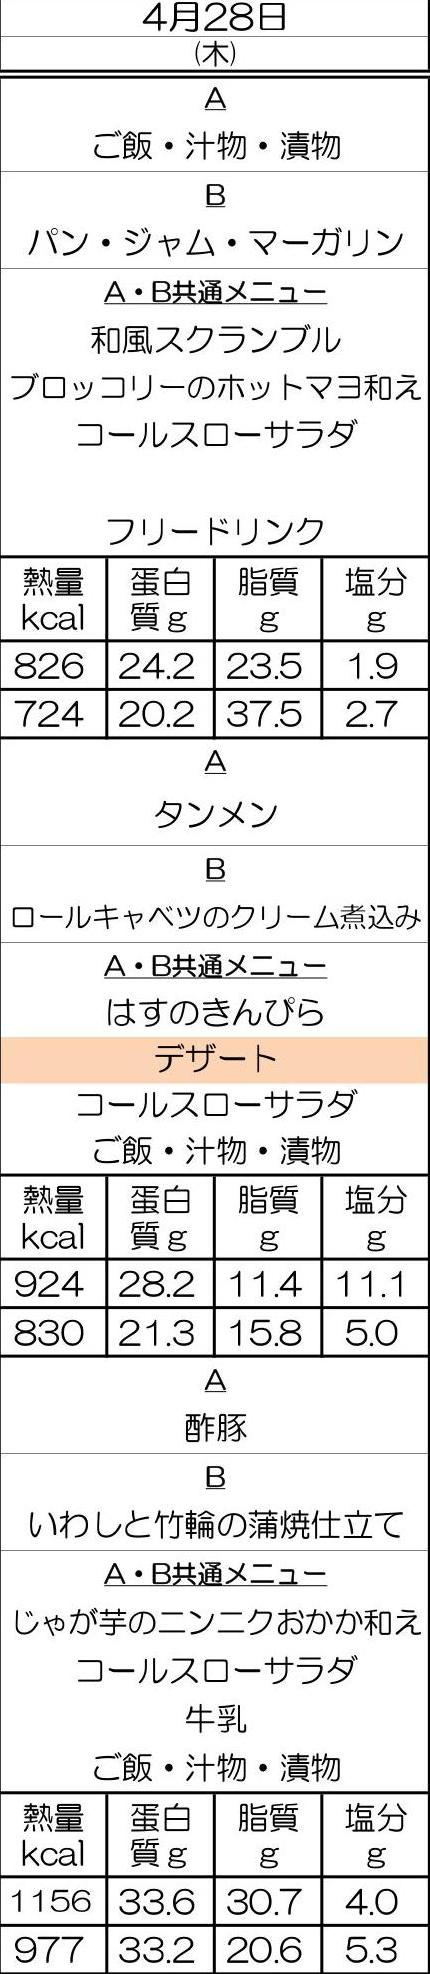 4月28日
(木)
A
ご飯・汁物・漬物
B
パン・ジャム・マーガリン
A・B共通メニュー
和風スクランブル
ブロッコリーのホットマヨ和え
コールスローサラダ
フリードリンク
熱量 蛋白 脂質 塩分
kcal 質g g g
826 24.2 23.5 1.9
724 20.2 37.5 2.7
A
タンメン
B
ロールキャベツのクリーム煮込み
A・B共通メニュー
はすのきんぴら
デザート
コールスローサラダ
ご飯・汁物・漬物
熱量 蛋白 脂質 塩分
kcal 質g g g
924 28.2 11.4 11.1
830 21.3 15.8 5.0
A
酢豚
B
いわしと竹輪の蒲焼仕立て
A・B共通メニュー
じゃが芋のニンニクおかか和え
コールスローサラダ
牛乳
ご飯・汁物・漬物
熱量 蛋白 脂質 塩分
kcal 質g g g
1156 33.6 30.7 4.0
977 33.2 20.6 5.3